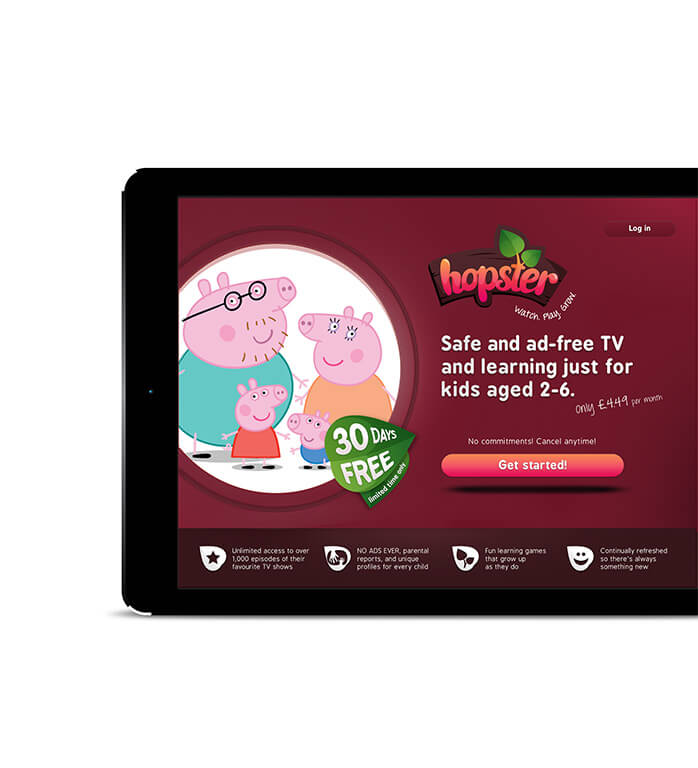 Log in
hopster
Watch. Play. Grow.
Safe and ad-free TV
and learning just for
kids aged 2-6.
only £4.49 per month
30 DAYS
FREE
limited time only
No commitments! Cancel anytime!
Get started!
Unlimited access to over
1,000 episodes of their
favourite TV shows
NO ADS EVER, parental
reports, and unique
profiles for every child
Fun learning games
that grow up
as they do
Continually refreshed
so there's always
something new